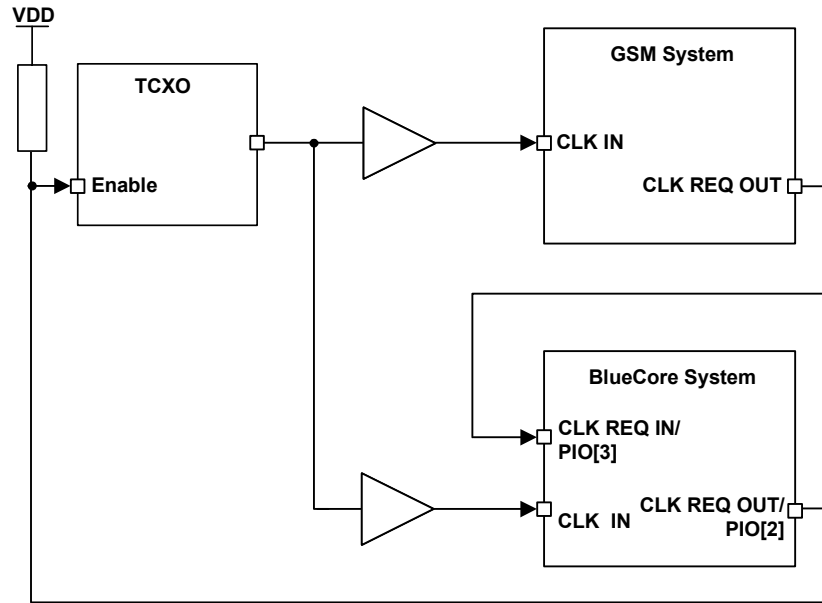 VDD
TCXO
Enable
GSM System
CLK IN
CLK REQ OUT
BlueCore System
CLK REQ IN/
PIO[3]
CLK IN
CLK REQ OUT/
PIO[2]